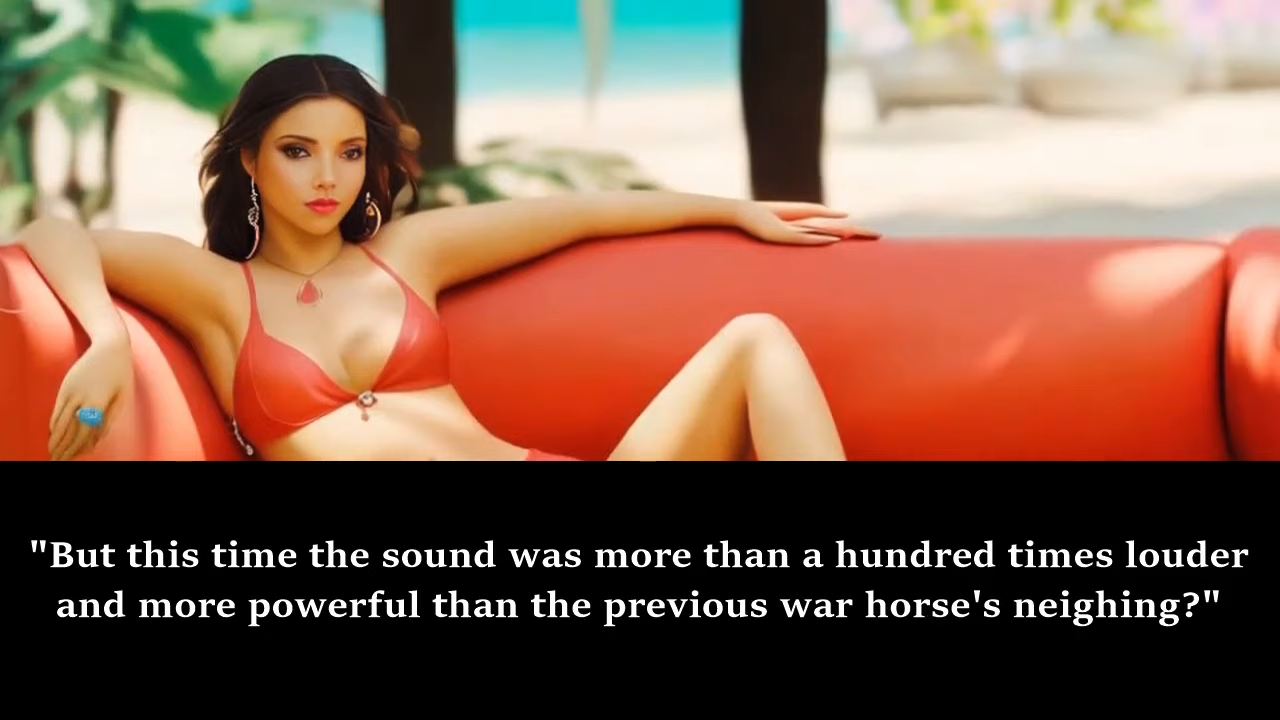 "But this time the sound was more than a hundred times louder
and more powerful than the previous war horse's neighing?"